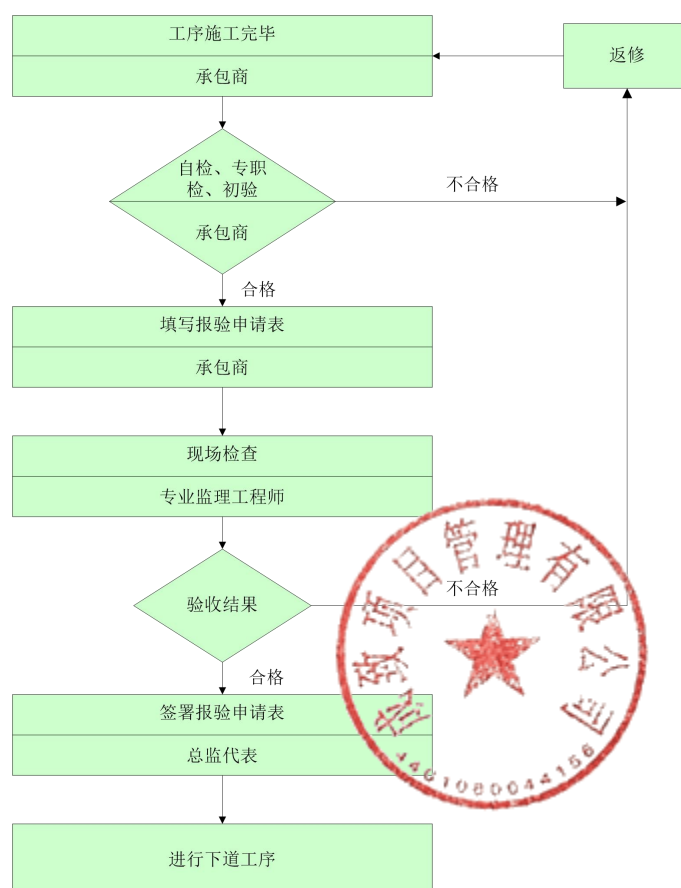 工序施工完毕
返修
承包商
自检、专职
检、初验
不合格
承包商
合格
填写报验申请表
承包商
现场检查
专业监理工程师
验收结果
不合格
合格
签署报验申请表
总监代表
进行下道工序
致项目管理有限公司